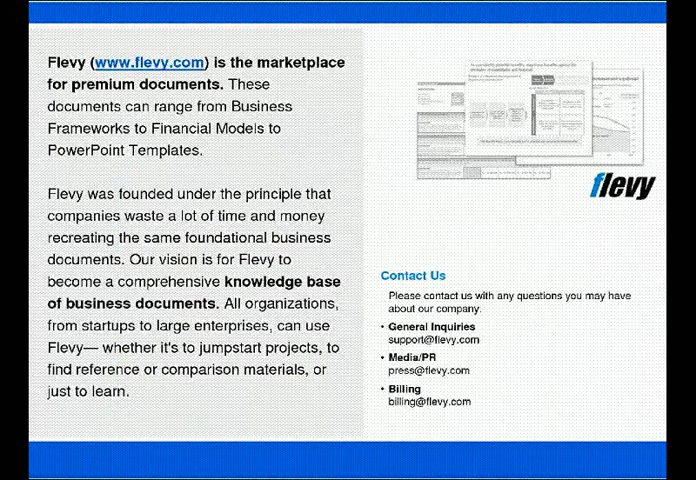 Flevy (www.flevy.com) is the marketplace
for premium documents. These
documents can range from Business
Frameworks to Financial Models to
PowerPoint Templates.
Flevy was founded under the principle that
companies waste a lot of time and money
recreating the same foundational business
documents. Our vision is for Flevy to
become a comprehensive knowledge base
of business documents. All organizations,
from startups to large enterprises, can use
Flevy— whether it's to jumpstart projects, to
find reference or comparison materials, or
just to learn.
flevy
Contact Us
Please contact us with any questions you may have
about our company.
• General Inquiries
support@flevy.com
• Media/PR
press@flevy.com
• Billing
billing@flevy.com